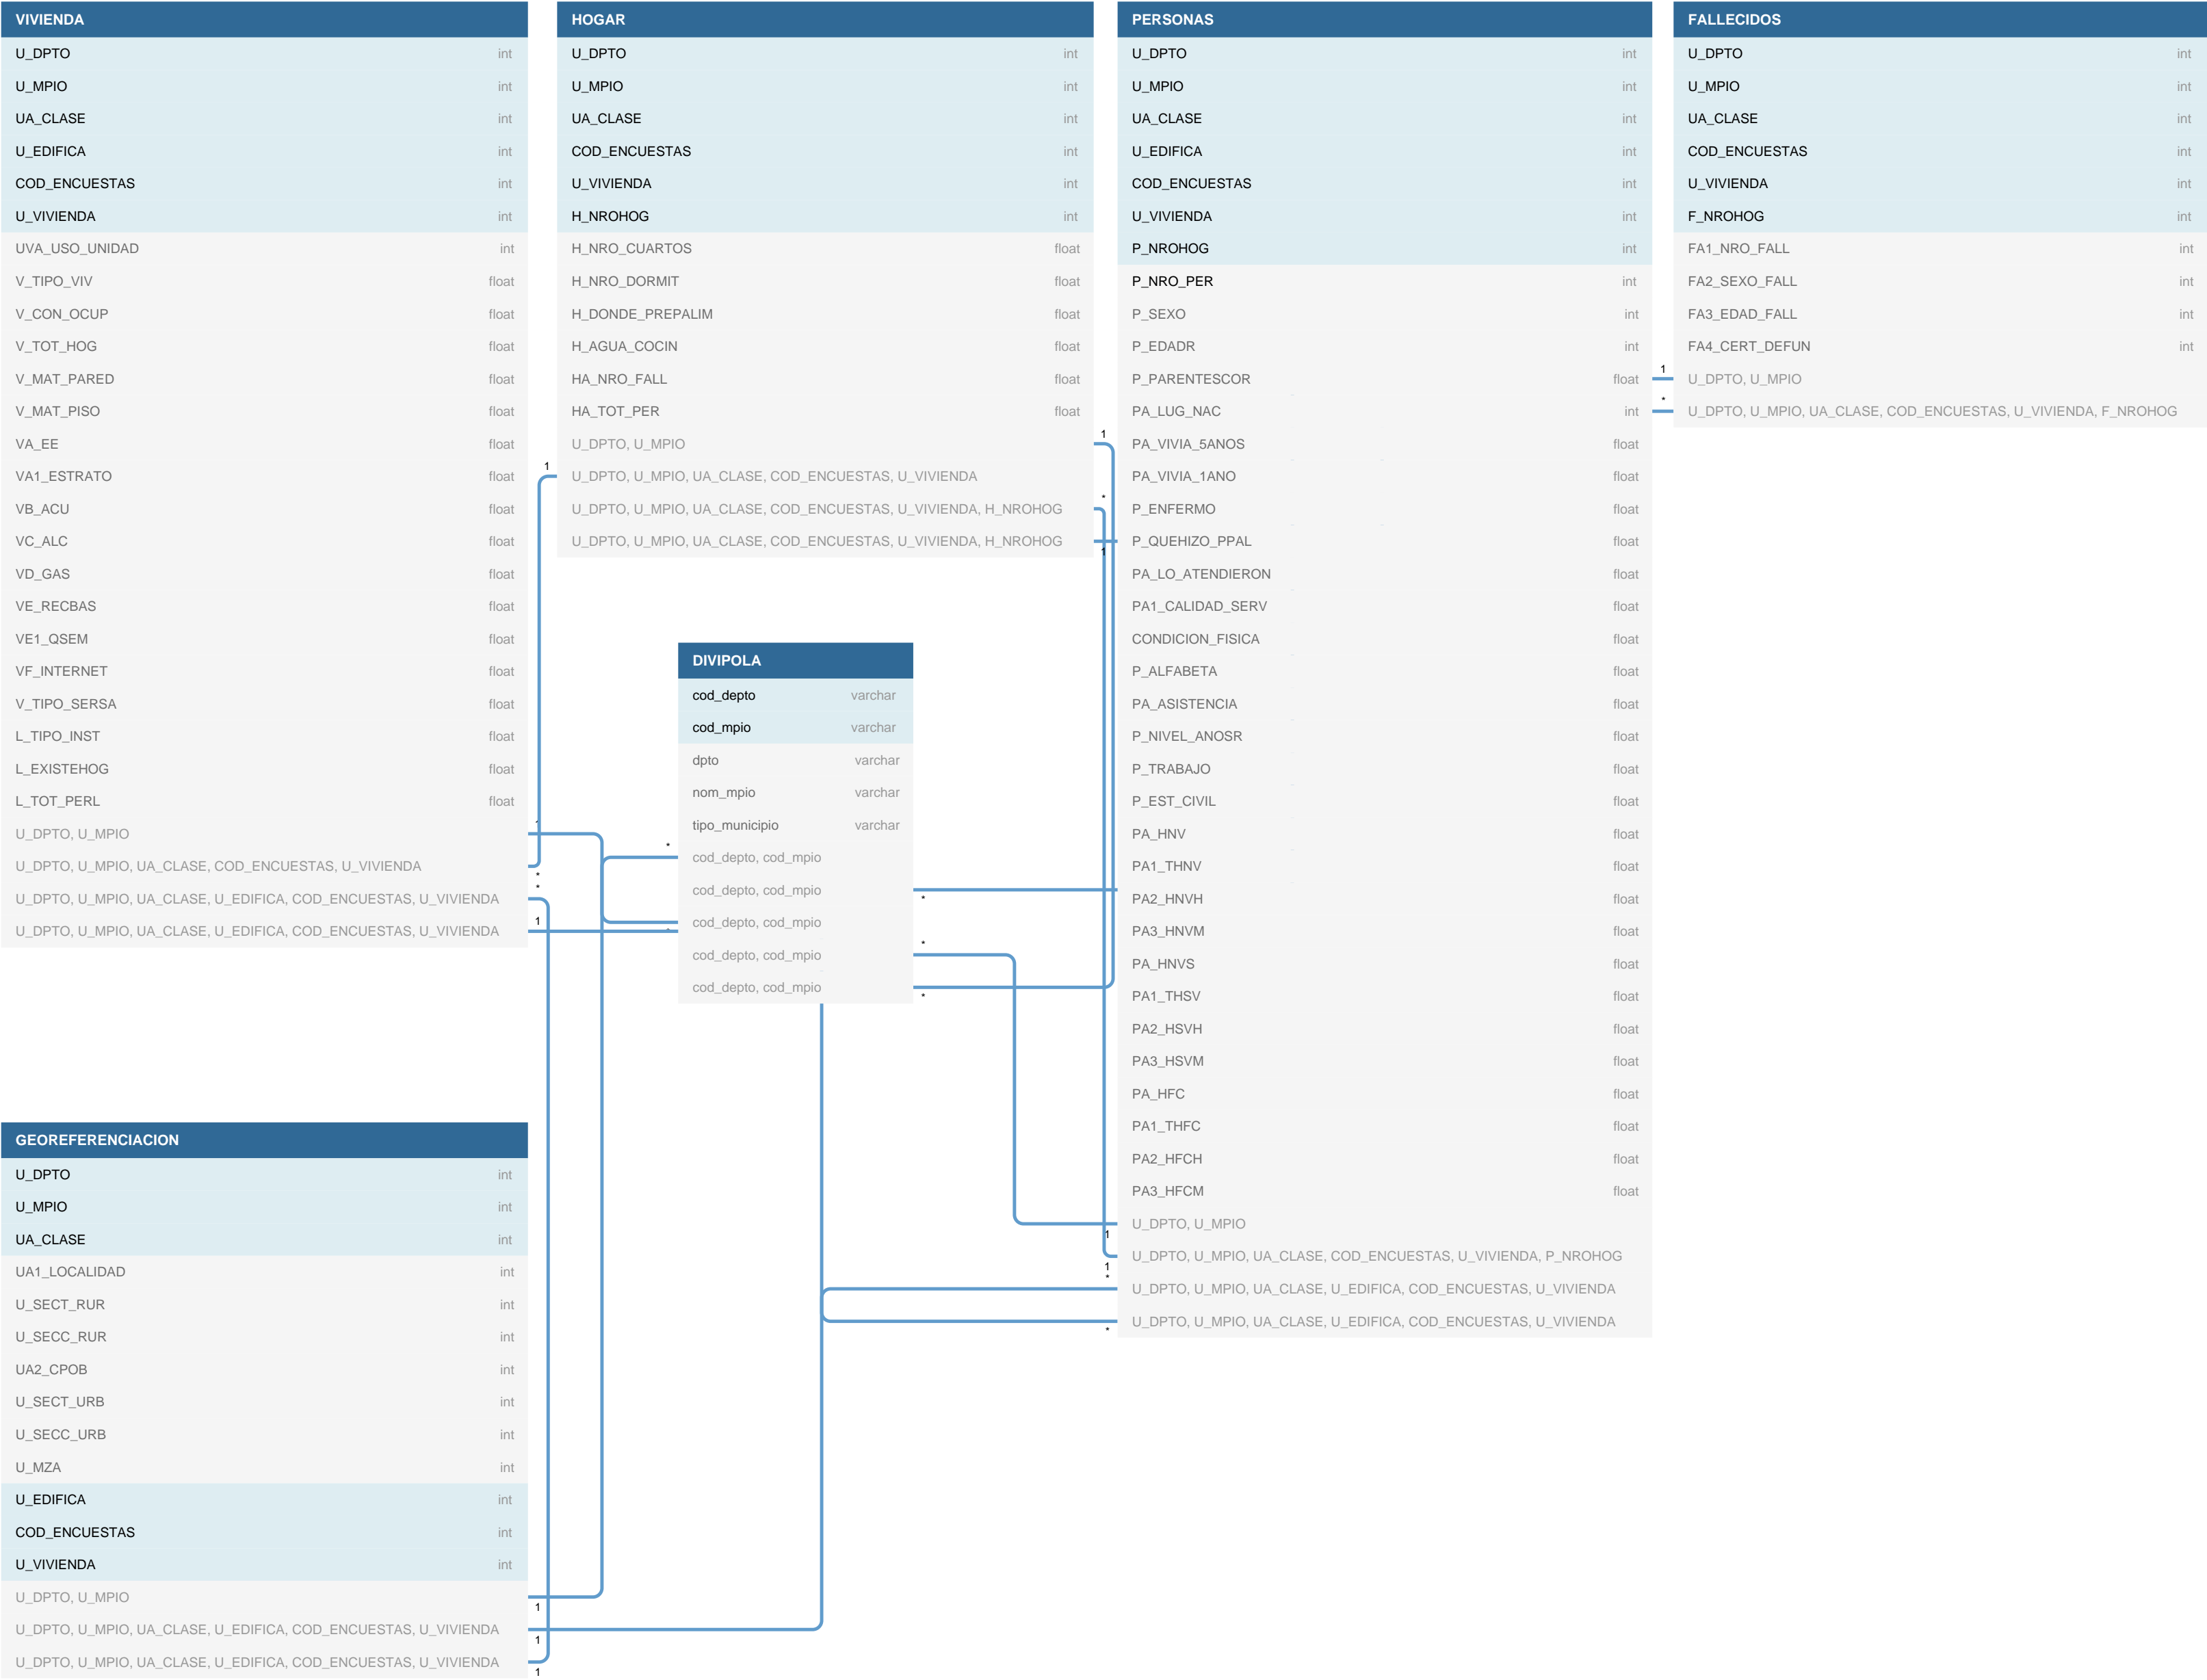 VIVIENDA
U_DPTO int
U_MPIO int
UA_CLASE int
U_EDIFICA int
COD_ENCUESTAS int
U_VIVIENDA int
UVA_USO_UNIDAD int
V_TIPO_VIV float
V_CON_OCUP float
V_TOT_HOG float
V_MAT_PARED float
V_MAT_PISO float
VA_EE float
VA1_ESTRATO float
VB_ACU float
VC_ALC float
VD_GAS float
VE_RECBAS float
VE1_QSEM float
VF_INTERNET float
V_TIPO_SERSA float
L_TIPO_INST float
L_EXISTEHOG float
L_TOT_PERL float
U_DPTO, U_MPIO
U_DPTO, U_MPIO, UA_CLASE, COD_ENCUESTAS, U_VIVIENDA
U_DPTO, U_MPIO, UA_CLASE, U_EDIFICA, COD_ENCUESTAS, U_VIVIENDA
U_DPTO, U_MPIO, UA_CLASE, U_EDIFICA, COD_ENCUESTAS, U_VIVIENDA
1
1
*
*
1
HOGAR
U_DPTO int
U_MPIO int
UA_CLASE int
COD_ENCUESTAS int
U_VIVIENDA int
H_NROHOG int
H_NRO_CUARTOS float
H_NRO_DORMIT float
H_DONDE_PREPALIM float
H_AGUA_COCIN float
HA_NRO_FALL float
HA_TOT_PER float
U_DPTO, U_MPIO
U_DPTO, U_MPIO, UA_CLASE, COD_ENCUESTAS, U_VIVIENDA
U_DPTO, U_MPIO, UA_CLASE, COD_ENCUESTAS, U_VIVIENDA, H_NROHOG
U_DPTO, U_MPIO, UA_CLASE, COD_ENCUESTAS, U_VIVIENDA, H_NROHOG
1
*
1
DIVIPOLA
cod_depto varchar
cod_mpio varchar
dpto varchar
nom_mpio varchar
tipo_municipio varchar
cod_depto, cod_mpio
cod_depto, cod_mpio
cod_depto, cod_mpio
cod_depto, cod_mpio
cod_depto, cod_mpio
*
*
*
*
*
PERSONAS
U_DPTO int
U_MPIO int
UA_CLASE int
U_EDIFICA int
COD_ENCUESTAS int
U_VIVIENDA int
P_NROHOG int
P_NRO_PER int
P_SEXO int
P_EDADR int
P_PARENTESCOR float
PA_LUG_NAC int
PA_VIVIA_5ANOS float
PA_VIVIA_1ANO float
P_ENFERMO float
P_QUEHIZO_PPAL float
PA_LO_ATENDIERON float
PA1_CALIDAD_SERV float
CONDICION_FISICA float
P_ALFABETA float
PA_ASISTENCIA float
P_NIVEL_ANOSR float
P_TRABAJO float
P_EST_CIVIL float
PA_HNV float
PA1_THNV float
PA2_HNVH float
PA3_HNVM float
PA_HNVS float
PA1_THSV float
PA2_HSVH float
PA3_HSVM float
PA_HFC float
PA1_THFC float
PA2_HFCH float
PA3_HFCM float
U_DPTO, U_MPIO
U_DPTO, U_MPIO, UA_CLASE, COD_ENCUESTAS, U_VIVIENDA, P_NROHOG
U_DPTO, U_MPIO, UA_CLASE, U_EDIFICA, COD_ENCUESTAS, U_VIVIENDA
U_DPTO, U_MPIO, UA_CLASE, U_EDIFICA, COD_ENCUESTAS, U_VIVIENDA
1
1
*
*
FALLECIDOS
U_DPTO int
U_MPIO int
UA_CLASE int
COD_ENCUESTAS int
U_VIVIENDA int
F_NROHOG int
FA1_NRO_FALL int
FA2_SEXO_FALL int
FA3_EDAD_FALL int
FA4_CERT_DEFUN int
1
U_DPTO, U_MPIO
*
U_DPTO, U_MPIO, UA_CLASE, COD_ENCUESTAS, U_VIVIENDA, F_NROHOG
GEOREFERENCIACION
U_DPTO int
U_MPIO int
UA_CLASE int
UA1_LOCALIDAD int
U_SECT_RUR int
U_SECC_RUR int
UA2_CPOB int
U_SECT_URB int
U_SECC_URB int
U_MZA int
U_EDIFICA int
COD_ENCUESTAS int
U_VIVIENDA int
U_DPTO, U_MPIO
1
U_DPTO, U_MPIO, UA_CLASE, U_EDIFICA, COD_ENCUESTAS, U_VIVIENDA
1
U_DPTO, U_MPIO, UA_CLASE, U_EDIFICA, COD_ENCUESTAS, U_VIVIENDA
1